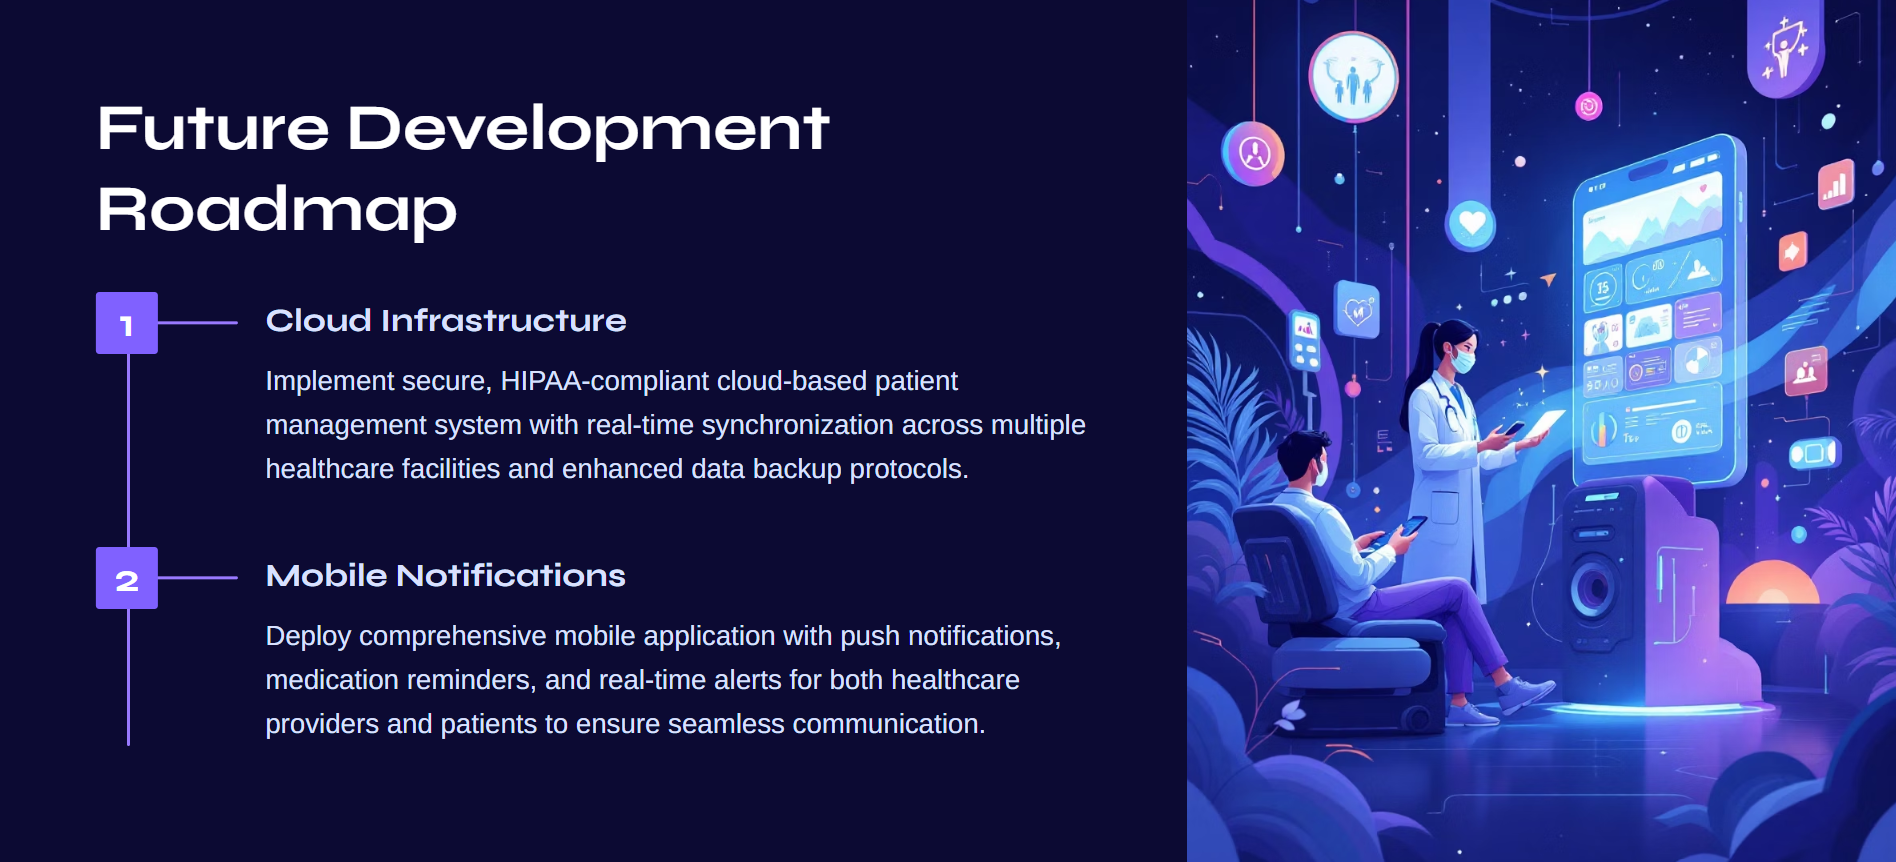 Future Development
Roadmap
1
Cloud Infrastructure
Implement secure, HIPAA-compliant cloud-based patient
management system with real-time synchronization across multiple
healthcare facilities and enhanced data backup protocols.
2
Mobile Notifications
Deploy comprehensive mobile application with push notifications,
medication reminders, and real-time alerts for both healthcare
providers and patients to ensure seamless communication.
15